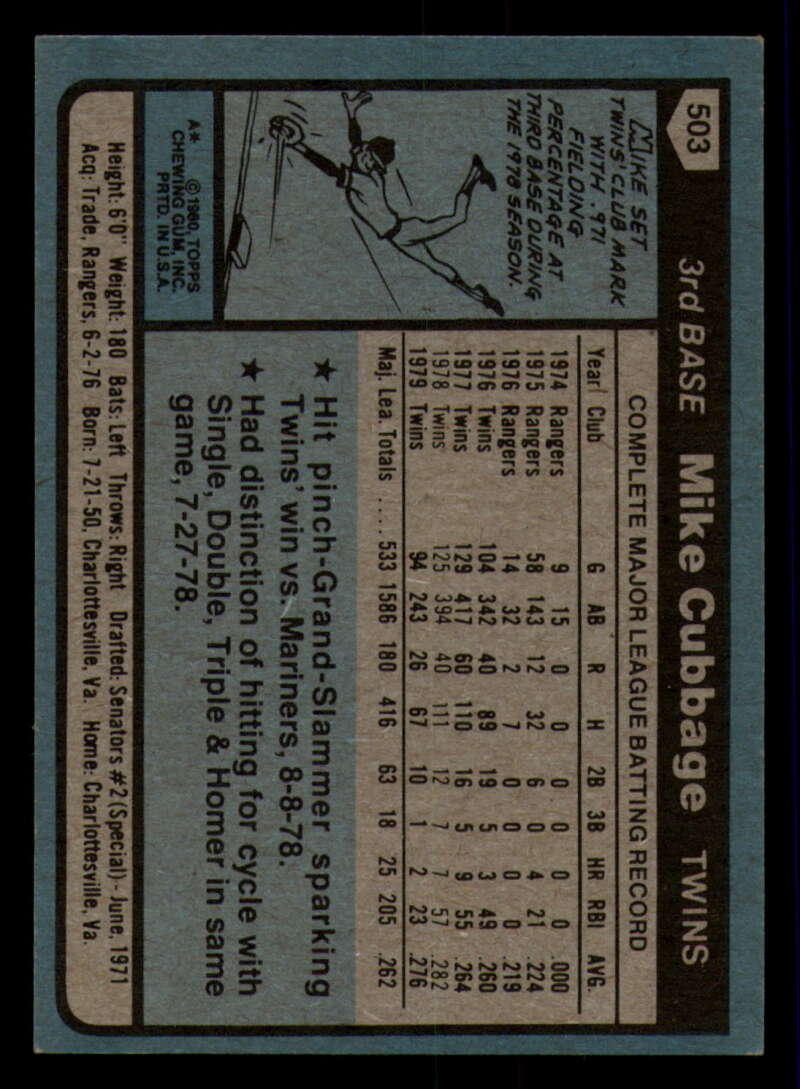 503
3rd BASE Mike Cubbage TWINS
MIKE SET
TWINS' CLUB MARK
WITH .971
FIELDING
PERCENTAGE AT
THIRD BASE DURING
THE 1978 SEASON.
A* © 1980, TOPPS
CHEWING GUM, INC.
PRTD. IN U.S.A.
COMPLETE MAJOR LEAGUE BATTING RECORD
Year Club G AB R H 2B 3B HR RBI AVG.
1974 Rangers 9 15 0 0 0 0 0 0 .000
1975 Rangers 58 143 12 32 6 0 4 21 .224
1976 Rangers 14 32 2 7 0 0 0 0 .219
1976 Twins 104 342 40 89 19 5 3 49 .260
1977 Twins 129 417 60 110 16 5 9 55 .264
1978 Twins 125 394 40 111 12 7 7 57 .282
1979 Twins 94 243 26 67 10 1 2 23 .276
Maj. Lea. Totals .... 533 1586 180 416 63 18 25 205 .262
★ Hit pinch-Grand-Slammer sparking
Twins' win vs. Mariners, 8-8-78.
★ Had distinction of hitting for cycle with
Single, Double, Triple & Homer in same
game, 7-27-78.
Height: 6'0" Weight: 180 Bats: Left Throws: Right Drafted: Senators #2 (Special)-June, 1971
Acq: Trade, Rangers, 6-2-76 Born: 7-21-50, Charlottesville, Va. Home: Charlottesville, Va.